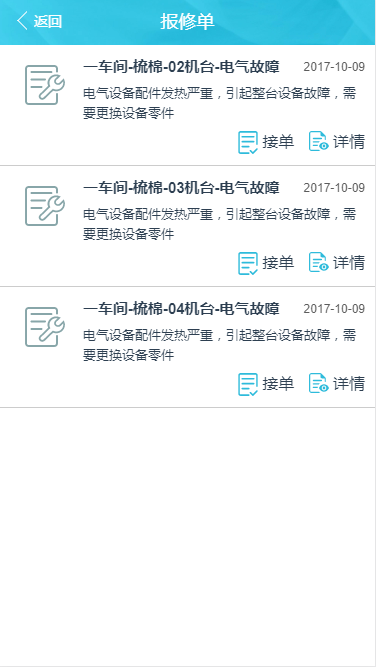 返回
报修单
一车间-梳棉-02机台-电气故障 2017-10-09
电气设备配件发热严重，引起整台设备故障，需
要更换设备零件
接单 详情
一车间-梳棉-03机台-电气故障 2017-10-09
电气设备配件发热严重，引起整台设备故障，需
要更换设备零件
接单 详情
一车间-梳棉-04机台-电气故障 2017-10-09
电气设备配件发热严重，引起整台设备故障，需
要更换设备零件
接单 详情